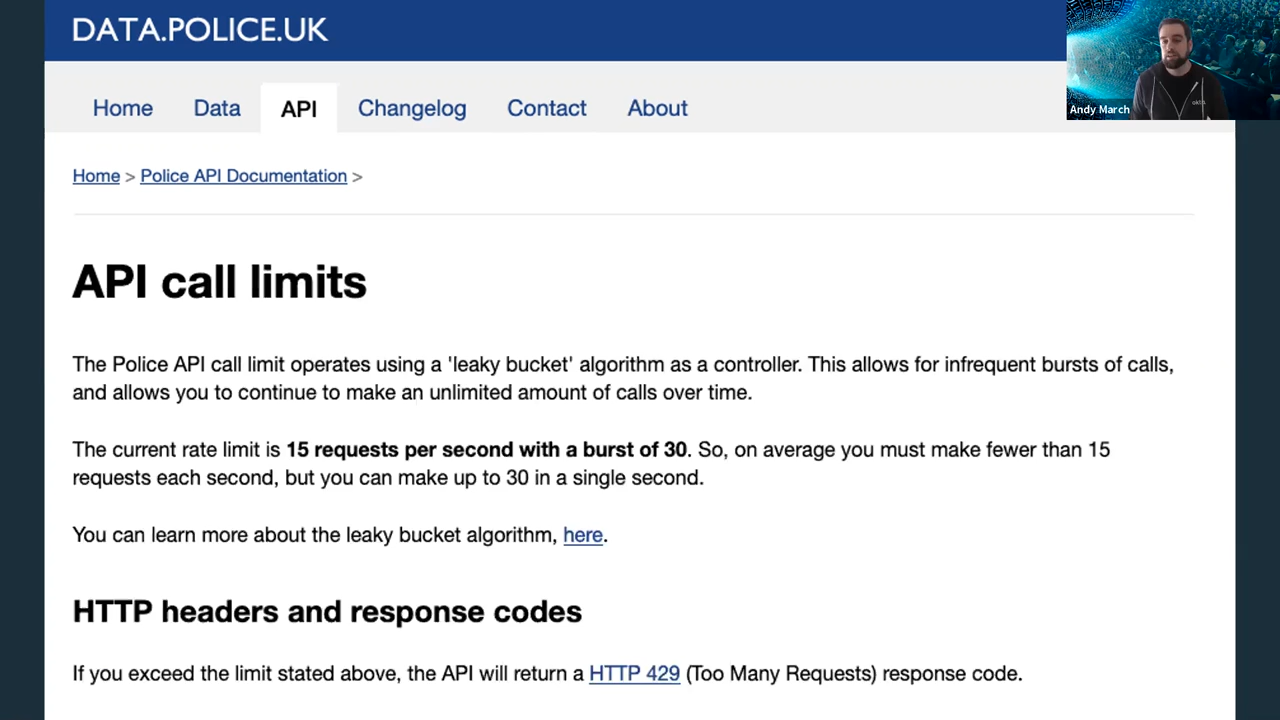 DATA.POLICE.UK
Andy March
Home Data API Changelog Contact About
Home > Police API Documentation >
API call limits
The Police API call limit operates using a 'leaky bucket' algorithm as a controller. This allows for infrequent bursts of calls,
and allows you to continue to make an unlimited amount of calls over time.
The current rate limit is 15 requests per second with a burst of 30. So, on average you must make fewer than 15
requests each second, but you can make up to 30 in a single second.
You can learn more about the leaky bucket algorithm, here.
HTTP headers and response codes
If you exceed the limit stated above, the API will return a HTTP 429 (Too Many Requests) response code.